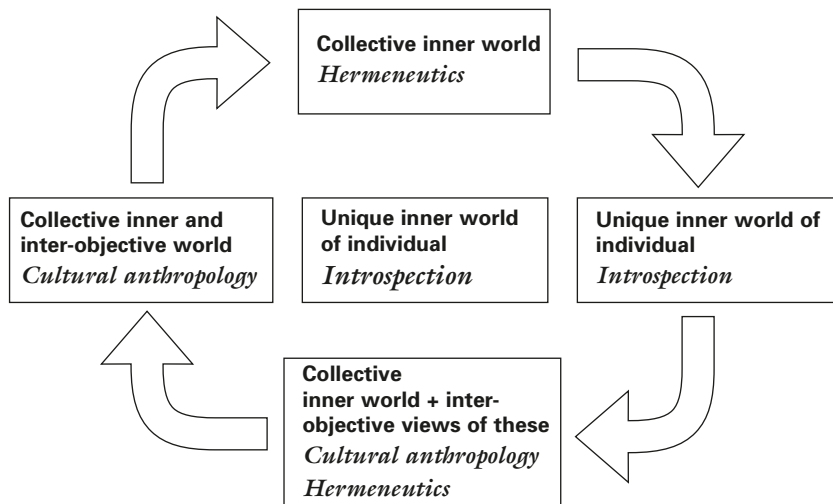 Collective inner world
Hermeneutics
Collective inner and
inter-objective world
Cultural anthropology
Unique inner world
of individual
Introspection
Unique inner world of
individual
Introspection
Collective
inner world + inter-
objective views of these
Cultural anthropology
Hermeneutics